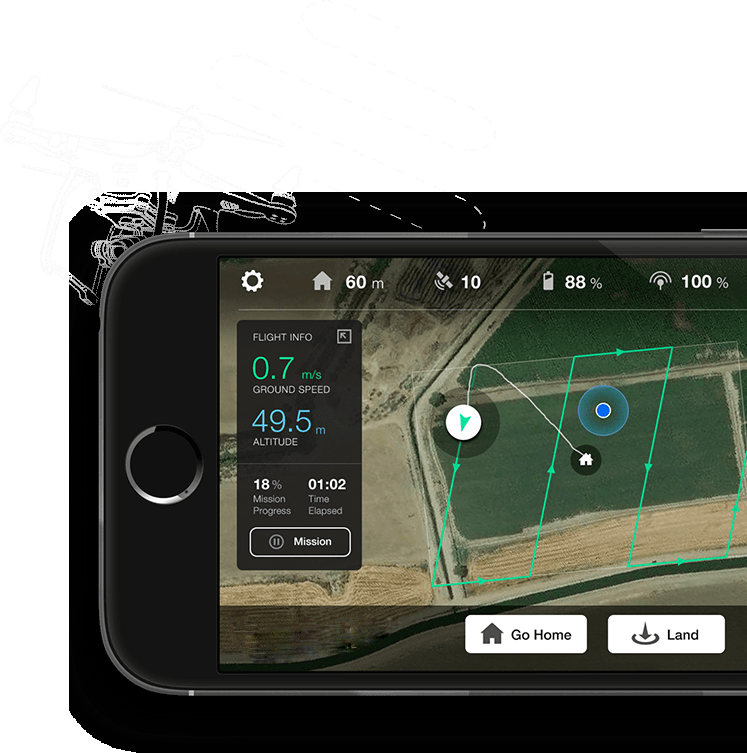 60 m
10
88 %
100 %
FLIGHT INFO
0.7 m/s
GROUND SPEED
49.5 m
ALTITUDE
18 % 01:02
Mission Time
Progress Elapsed
Mission
Go Home
Land